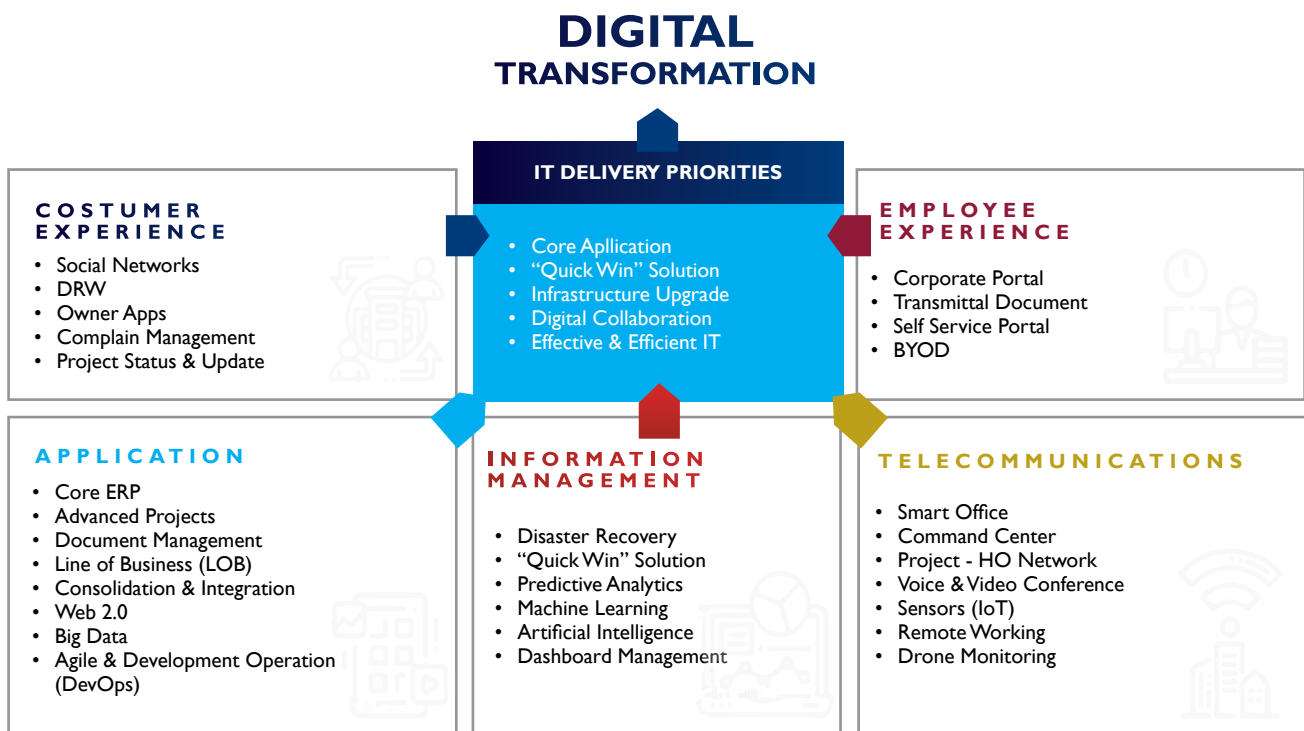 DIGITAL
TRANSFORMATION
IT DELIVERY PRIORITIES
• Core Apllication
• “Quick Win” Solution
• Infrastructure Upgrade
• Digital Collaboration
• Effective & Efficient IT
COSTUMER
EXPERIENCE
• Social Networks
• DRW
• Owner Apps
• Complain Management
• Project Status & Update
EMPLOYEE
EXPERIENCE
• Corporate Portal
• Transmittal Document
• Self Service Portal
• BYOD
APPLICATION
• Core ERP
• Advanced Projects
• Document Management
• Line of Business (LOB)
• Consolidation & Integration
• Web 2.0
• Big Data
• Agile & Development Operation
(DevOps)
INFORMATION
MANAGEMENT
• Disaster Recovery
• “Quick Win” Solution
• Predictive Analytics
• Machine Learning
• Artificial Intelligence
• Dashboard Management
TELECOMMUNICATIONS
• Smart Office
• Command Center
• Project - HO Network
• Voice & Video Conference
• Sensors (IoT)
• Remote Working
• Drone Monitoring